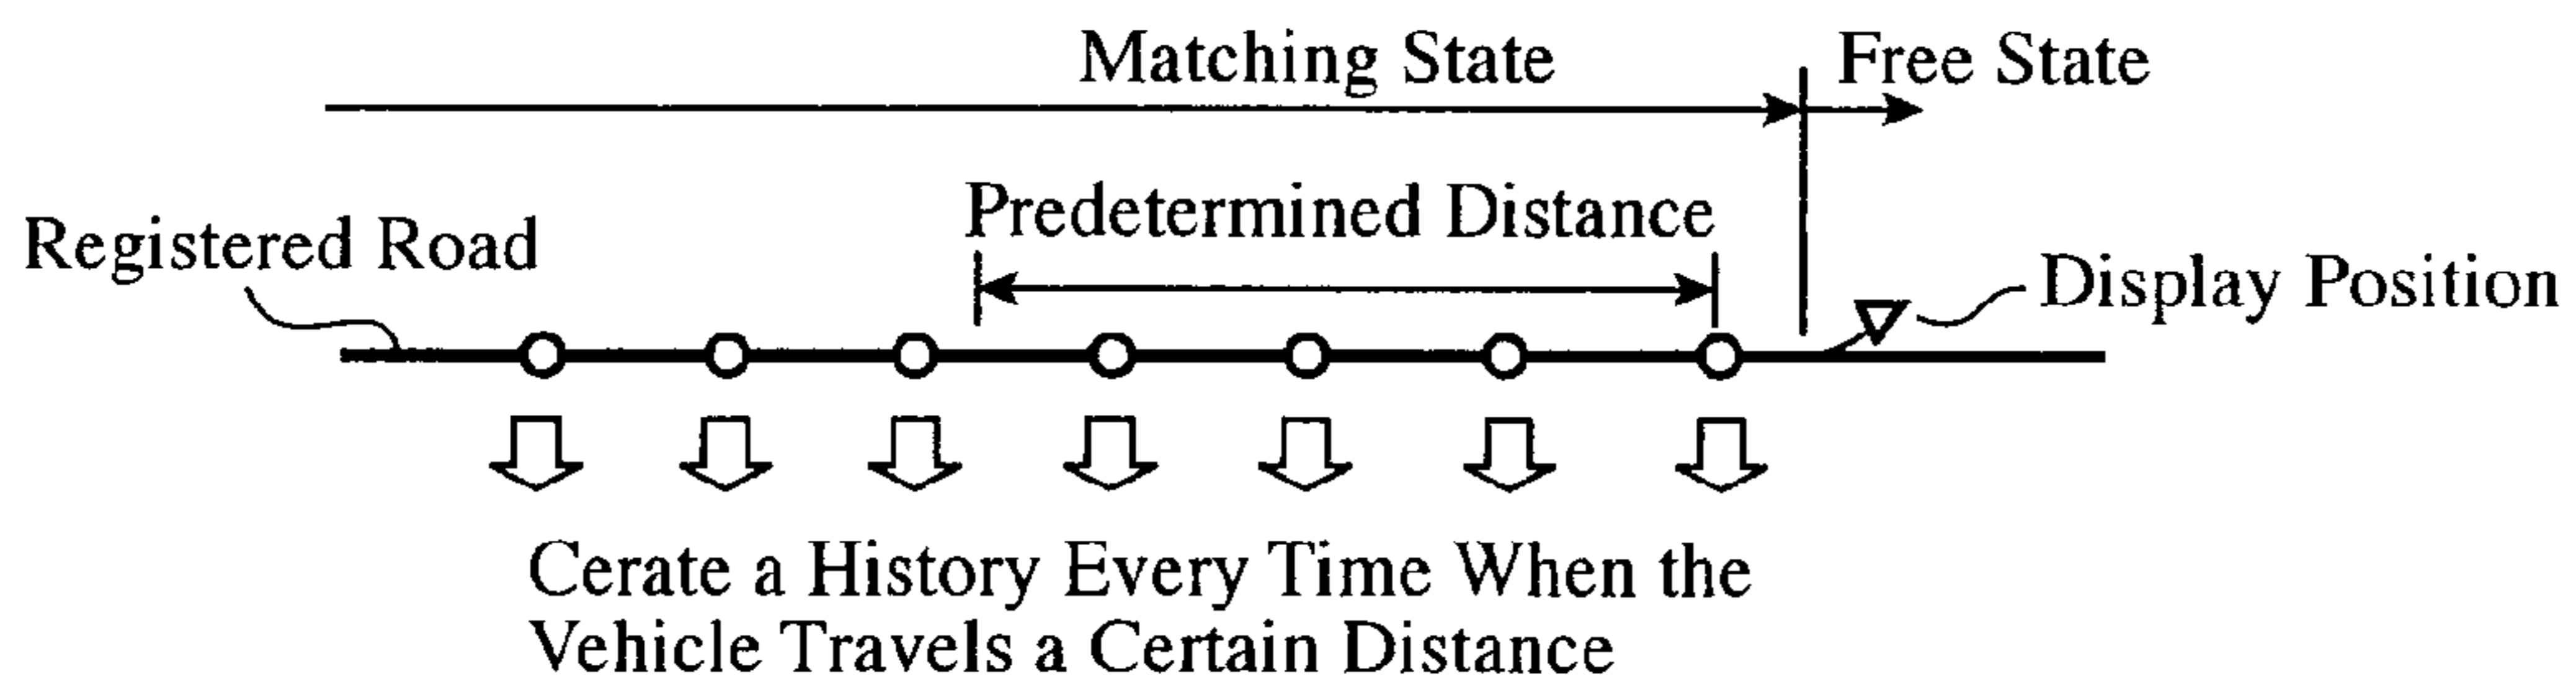 Matching State
Free State
Predetermined Distance
Registered Road
Display Position
Cerate a History Every Time When the
Vehicle Travels a Certain Distance